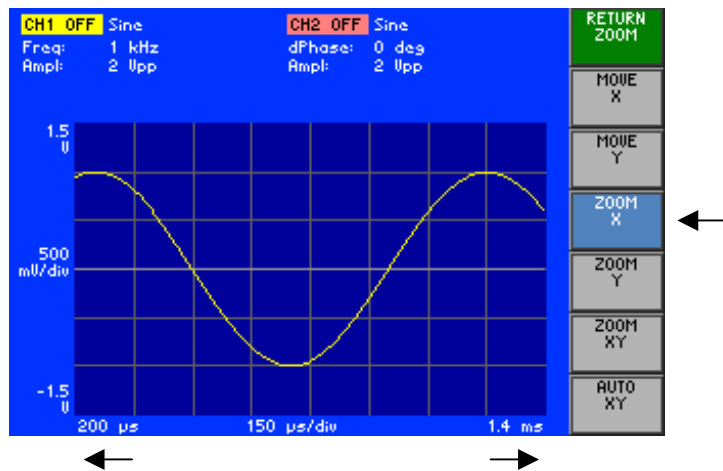 CH1 OFF Sine
Freq: 1 kHz
Ampl: 2 Vpp
CH2 OFF Sine
dPhase: 0 deg
Ampl: 2 Vpp
1.5
V
500
mV/div
-1.5
V
200 µs
150 µs/div
1.4 ms
RETURN
ZOOM
MOVE
X
MOVE
Y
ZOOM
X
ZOOM
Y
ZOOM
XY
AUTO
XY